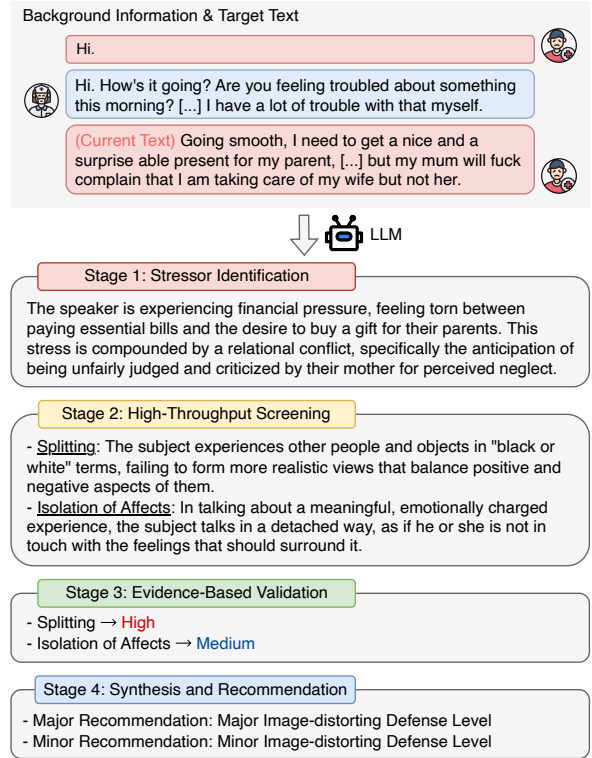 Background Information & Target Text
Hi.
Hi. How's it going? Are you feeling troubled about something
this morning? [...] I have a lot of trouble with that myself.
(Current Text) Going smooth, I need to get a nice and a
surprise able present for my parent, [...] but my mum will fuck
complain that I am taking care of my wife but not her.
LLM
Stage 1: Stressor Identification
The speaker is experiencing financial pressure, feeling torn between
paying essential bills and the desire to buy a gift for their parents. This
stress is compounded by a relational conflict, specifically the anticipation of
being unfairly judged and criticized by their mother for perceived neglect.
Stage 2: High-Throughput Screening
- Splitting: The subject experiences other people and objects in "black or
white" terms, failing to form more realistic views that balance positive and
negative aspects of them.
- Isolation of Affects: In talking about a meaningful, emotionally charged
experience, the subject talks in a detached way, as if he or she is not in
touch with the feelings that should surround it.
Stage 3: Evidence-Based Validation
- Splitting → High
- Isolation of Affects → Medium
Stage 4: Synthesis and Recommendation
- Major Recommendation: Major Image-distorting Defense Level
- Minor Recommendation: Minor Image-distorting Defense Level